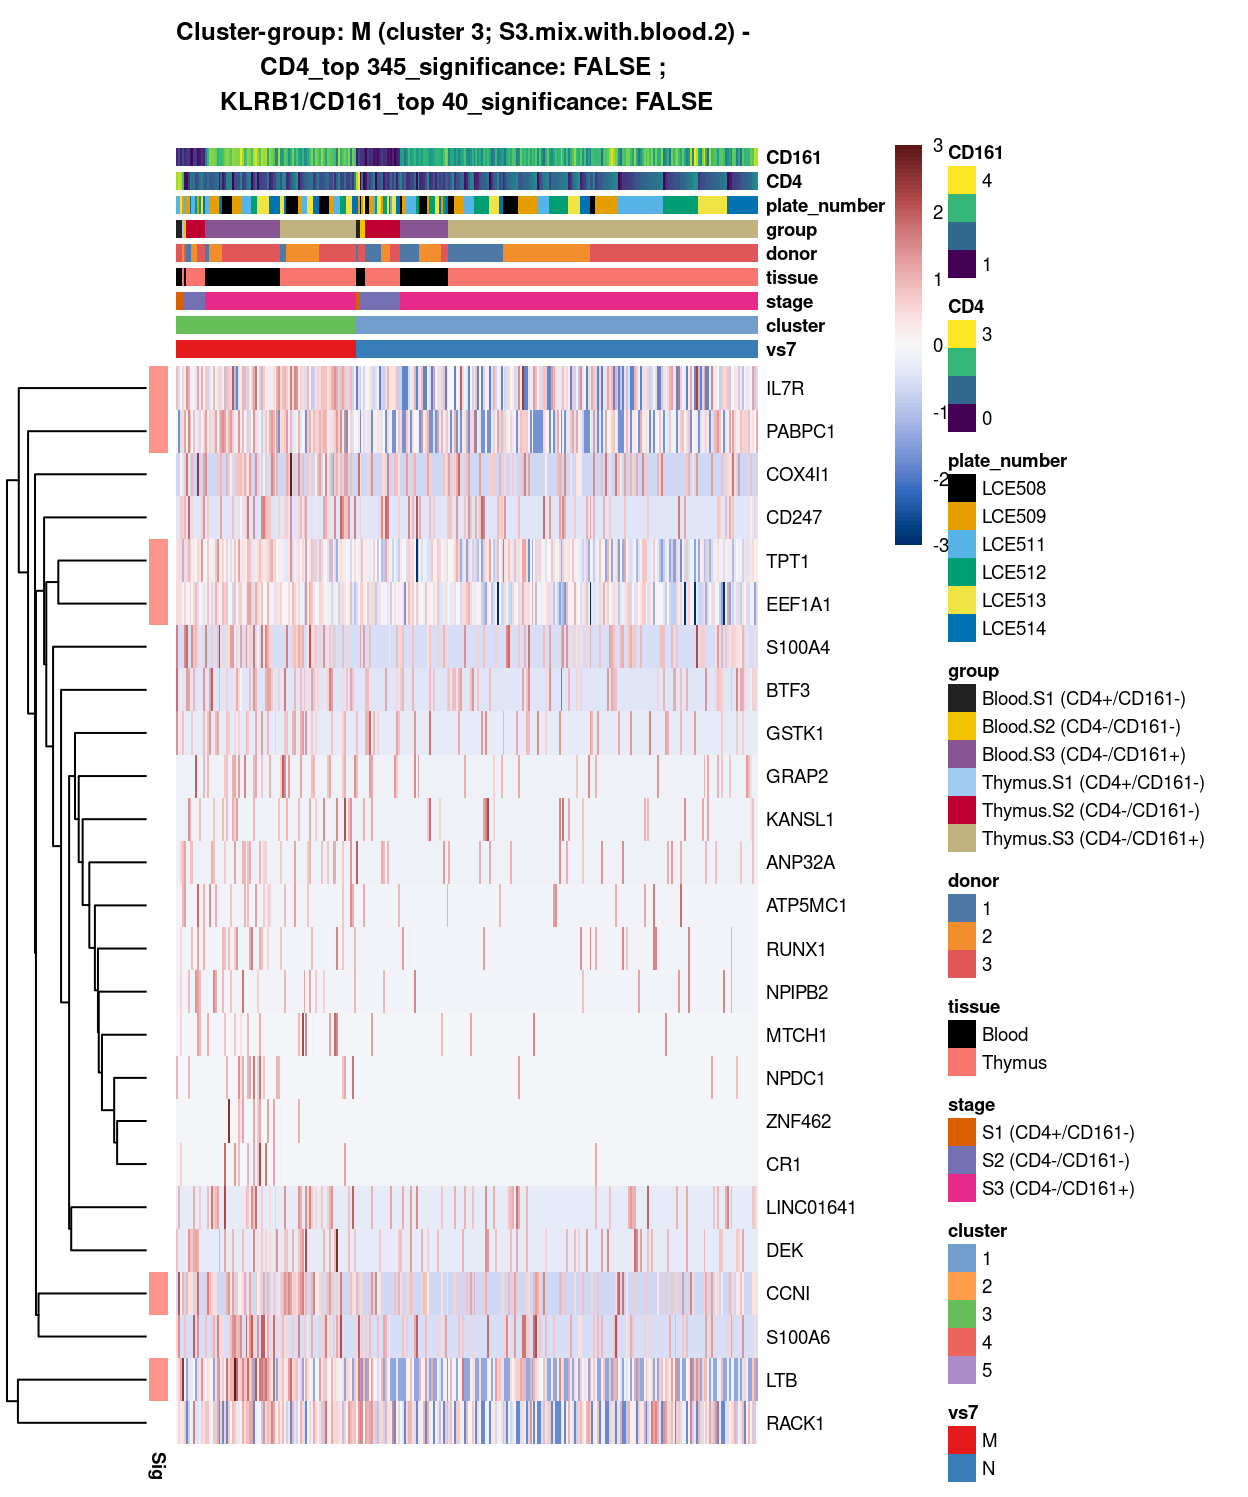 Cluster-group: M (cluster 3; S3.mix.with.blood.2) -
CD4_top 345_significance: FALSE ;
KLRB1/CD161_top 40_significance: FALSE
CD161
CD4
plate_number
group
donor
tissue
stage
cluster
vs7
IL7R
PABPC1
COX4I1
CD247
TPT1
EEF1A1
S100A4
BTF3
GSTK1
GRAP2
KANSL1
ANP32A
ATP5MC1
RUNX1
NPIPB2
MTCH1
NPDC1
ZNF462
CR1
LINC01641
DEK
CCNI
S100A6
LTB
RACK1
Sig
3
2
1
0
-1
-2
-3
CD161
4
1
CD4
3
0
plate_number
LCE508
LCE509
LCE511
LCE512
LCE513
LCE514
group
Blood.S1 (CD4+/CD161-)
Blood.S2 (CD4-/CD161-)
Blood.S3 (CD4-/CD161+)
Thymus.S1 (CD4+/CD161-)
Thymus.S2 (CD4-/CD161-)
Thymus.S3 (CD4-/CD161+)
donor
1
2
3
tissue
Blood
Thymus
stage
S1 (CD4+/CD161-)
S2 (CD4-/CD161-)
S3 (CD4-/CD161+)
cluster
1
2
3
4
5
vs7
M
N